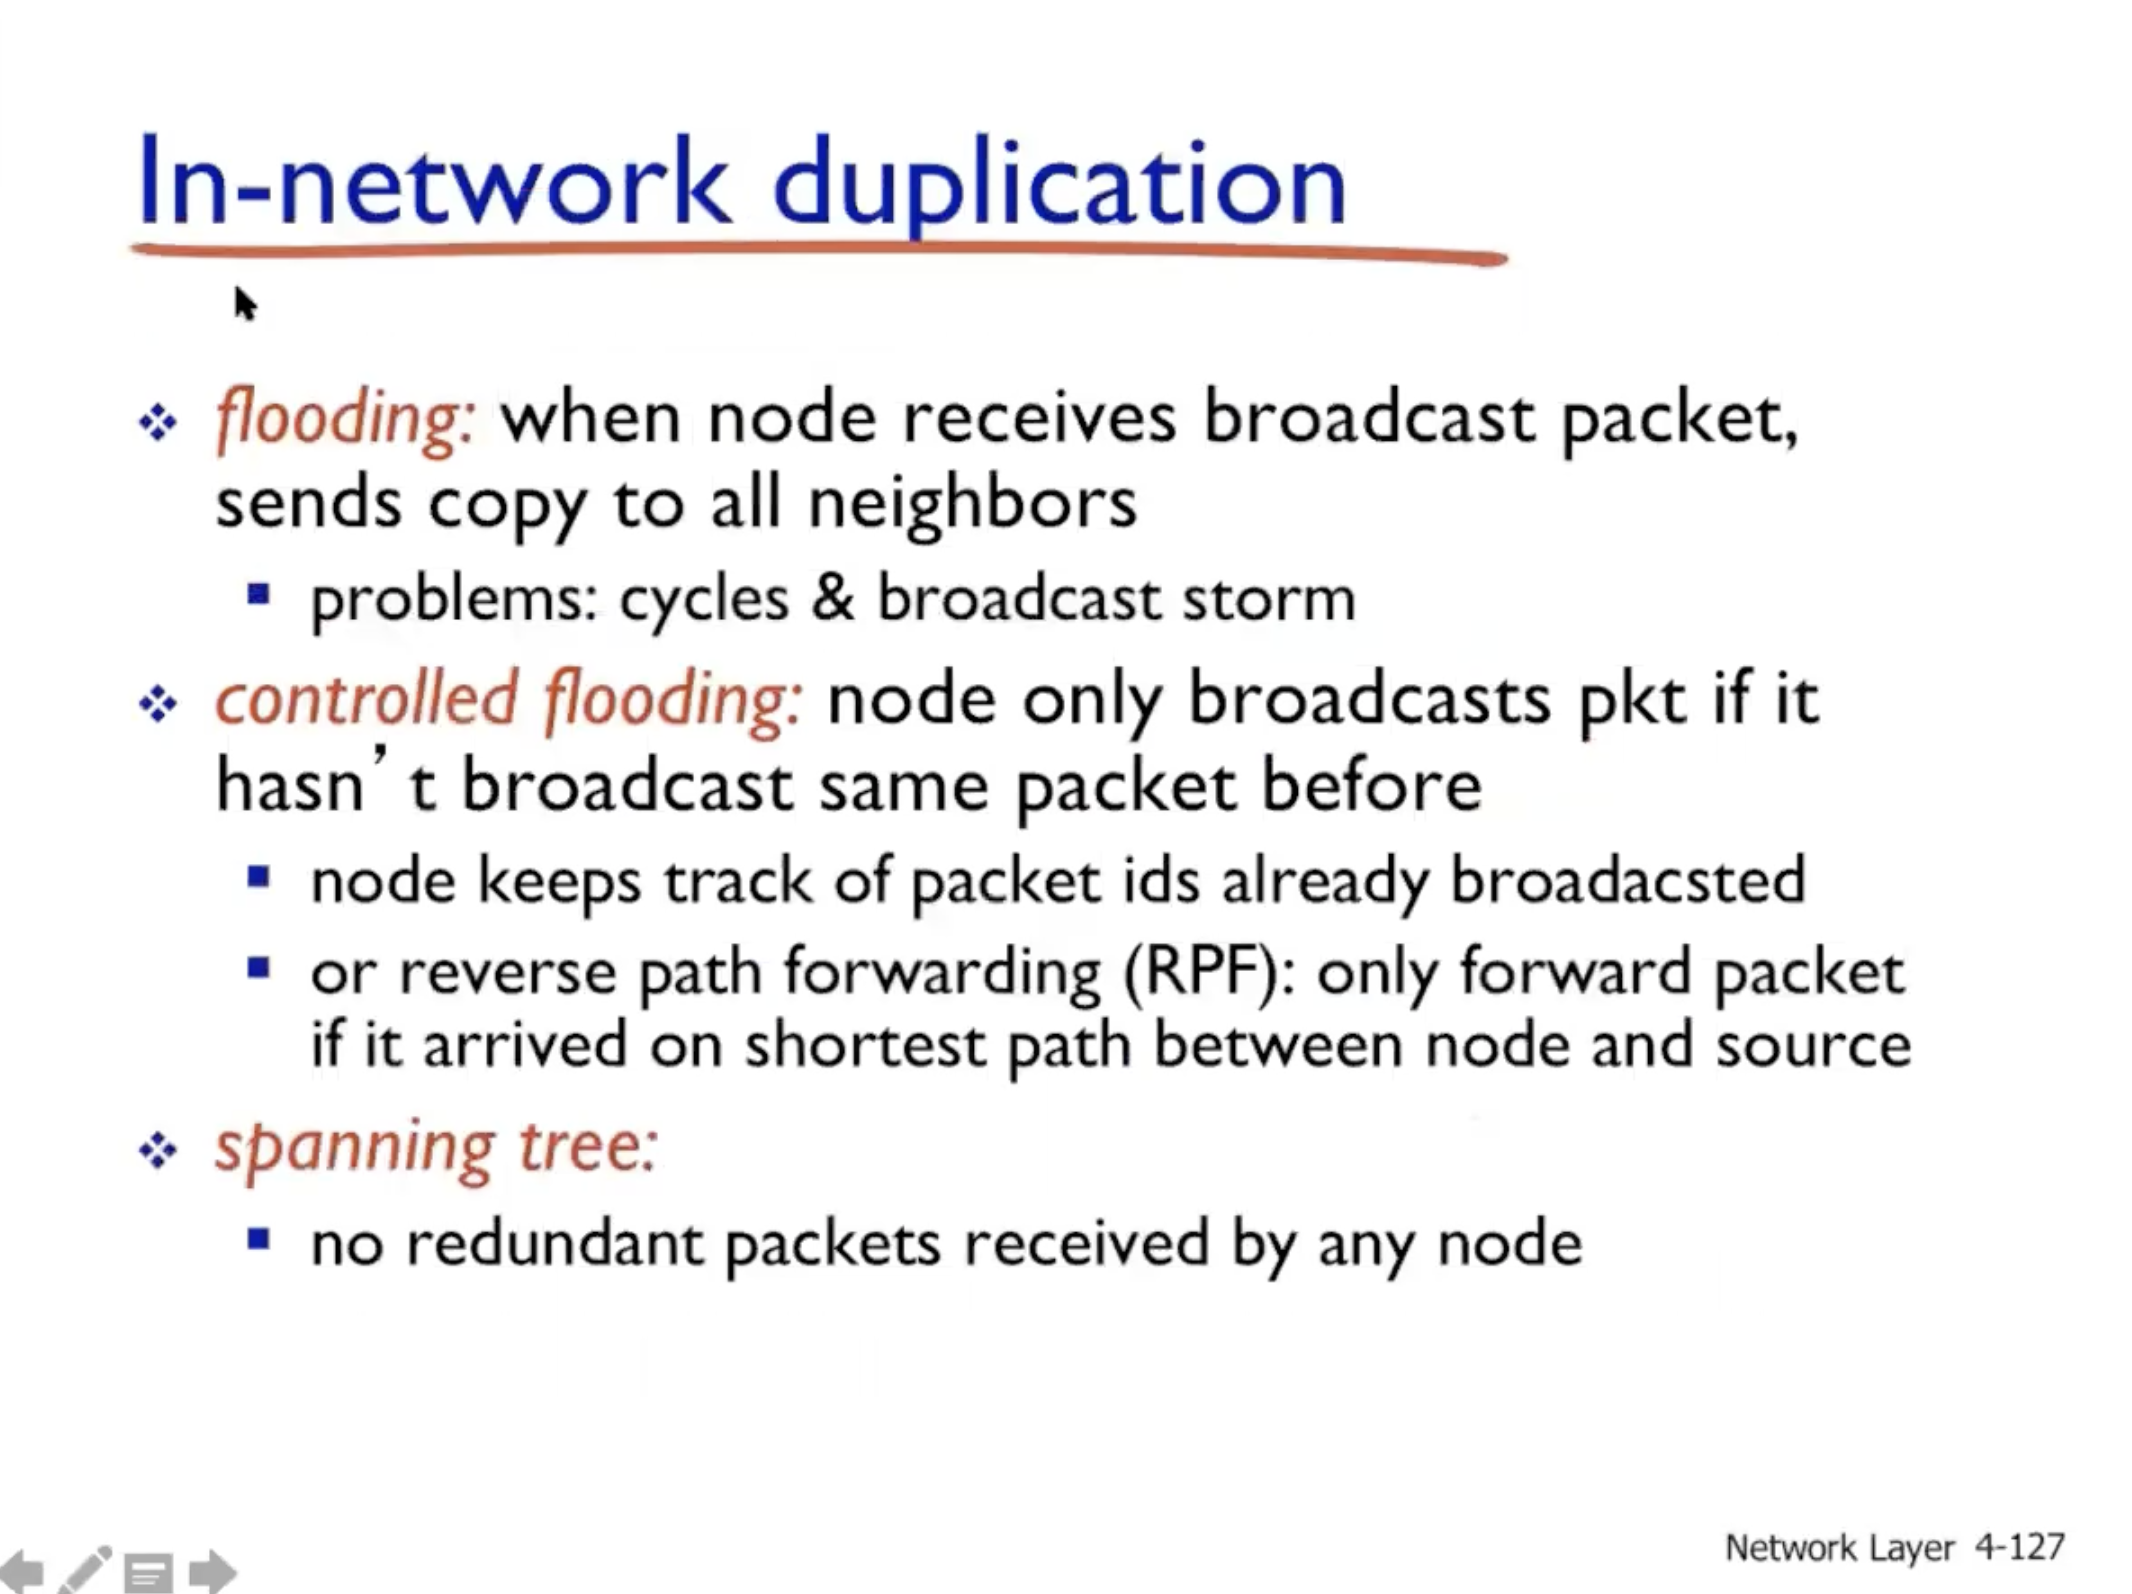 In-network duplication
flooding: when node receives broadcast packet,
sends copy to all neighbors
problems: cycles & broadcast storm
controlled flooding: node only broadcasts pkt if it
hasn’ t broadcast same packet before
node keeps track of packet ids already broadacsted
or reverse path forwarding (RPF): only forward packet
if it arrived on shortest path between node and source
spanning tree:
no redundant packets received by any node
Network Layer 4-127